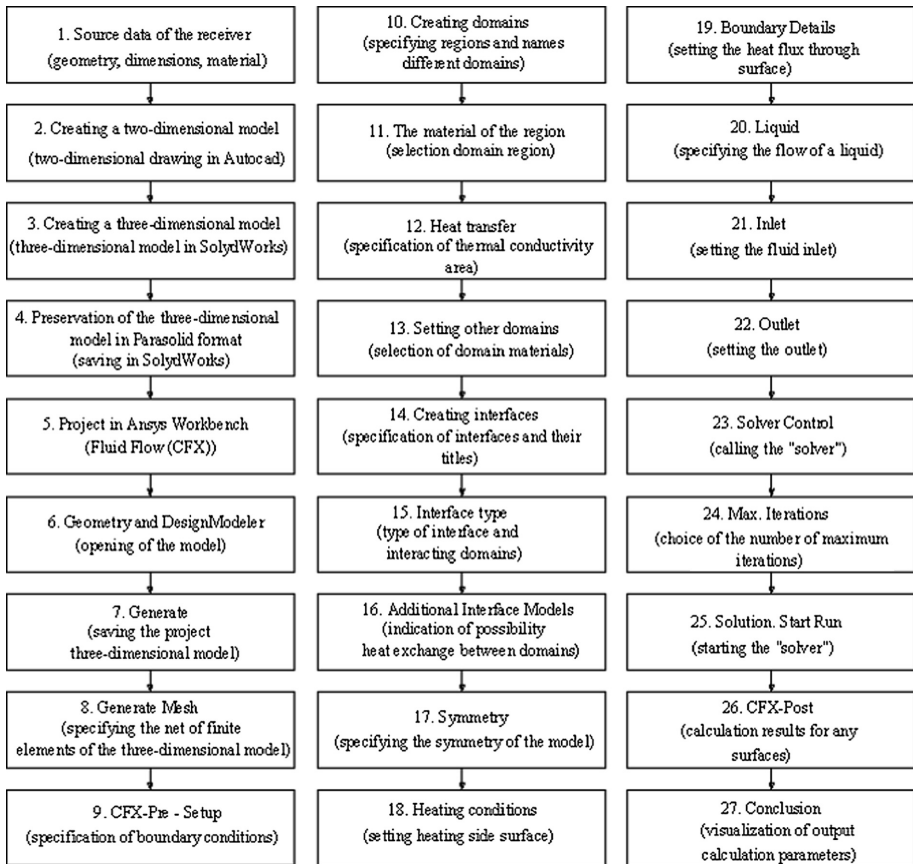 1. Source data of the receiver
(geometry, dimensions, material)
2. Creating a two-dimensional model
(two-dimensional drawing in Autocad)
3. Creating a three-dimensional model
(three-dimensional model in SolydWorks)
4. Preservation of the three-dimensional
model in Parasolid format
(saving in SolydWorks)
5. Project in Ansys Workbench
(Fluid Flow (CFX))
6. Geometry and DesignModeler
(opening of the model)
7. Generate
(saving the project
three-dimensional model)
8. Generate Mesh
(specifying the net of finite
elements of the three-dimensional model)
9. CFX-Pre - Setup
(specification of boundary conditions)
10. Creating domains
(specifying regions and names
different domains)
11. The material of the region
(selection domain region)
12. Heat transfer
(specification of thermal conductivity
area)
13. Setting other domains
(selection of domain materials)
14. Creating interfaces
(specification of interfaces and their
titles)
15. Interface type
(type of interface and
interacting domains)
16. Additional Interface Models
(indication of possibility
heat exchange between domains)
17. Symmetry
(specifying the symmetry of the model)
18. Heating conditions
(setting heating side surface)
19. Boundary Details
(setting the heat flux through
surface)
20. Liquid
(specifying the flow of a liquid)
21. Inlet
(setting the fluid inlet)
22. Outlet
(setting the outlet)
23. Solver Control
(calling the "solver")
24. Max. Iterations
(choice of the number of maximum
iterations)
25. Solution. Start Run
(starting the "solver")
26. CFX-Post
(calculation results for any
surfaces)
27. Conclusion
(visualization of output
calculation parameters)